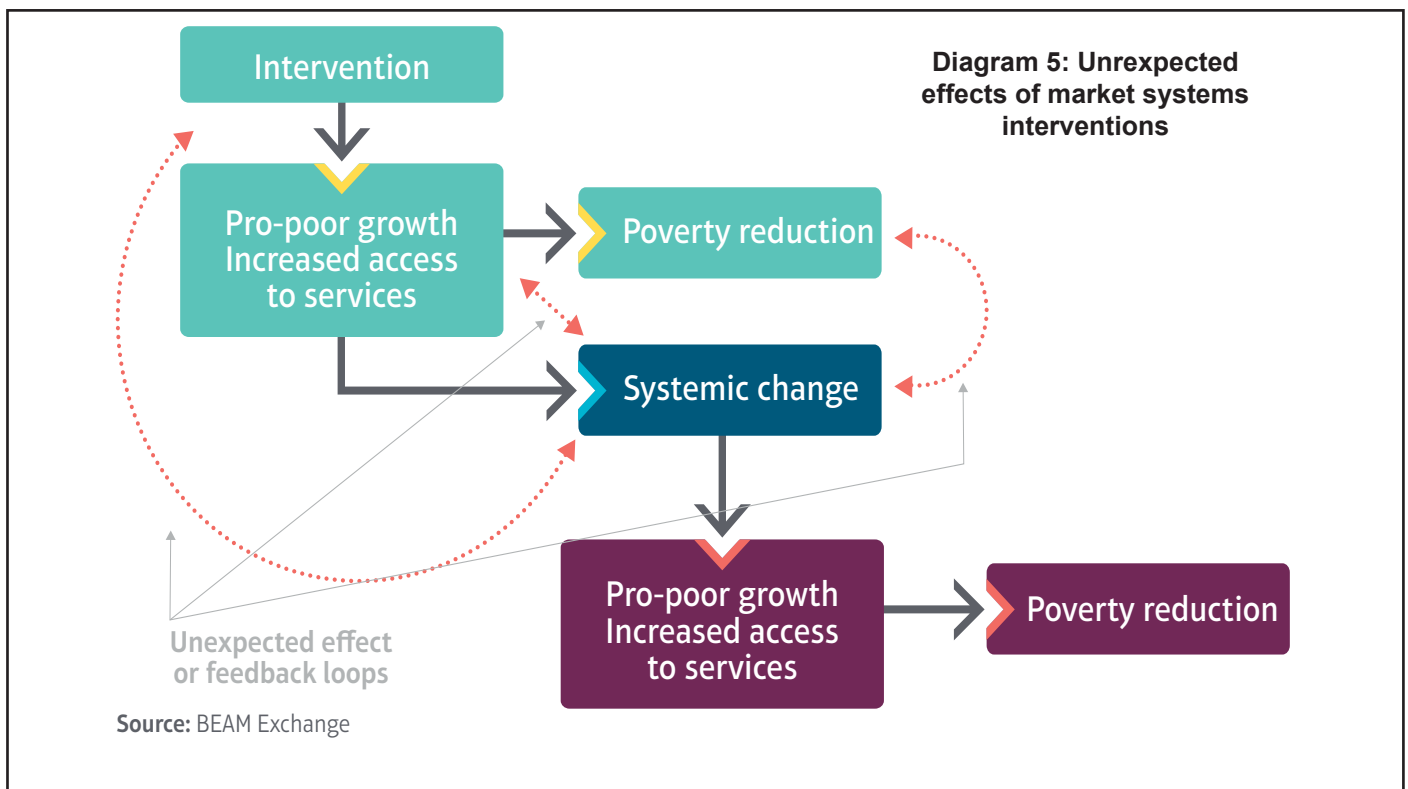 Intervention
Diagram 5: Unrexpected
effects of market systems
interventions
Pro-poor growth
Increased access
to services
Poverty reduction
Systemic change
Pro-poor growth
Increased access
to services
Poverty reduction
Unexpected effect
or feedback loops
Source: BEAM Exchange